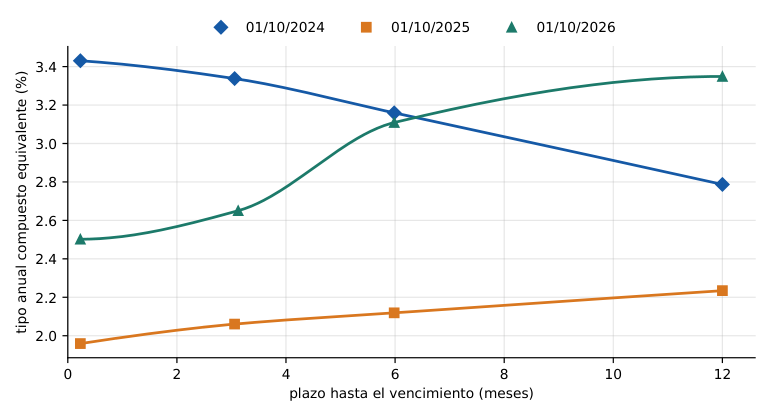 01/10/2024 01/10/2025 01/10/2026
tipo anual compuesto equivalente (%)
3.4
3.2
3.0
2.8
2.6
2.4
2.2
2.0
0 2 4 6 8 10 12
plazo hasta el vencimiento (meses)